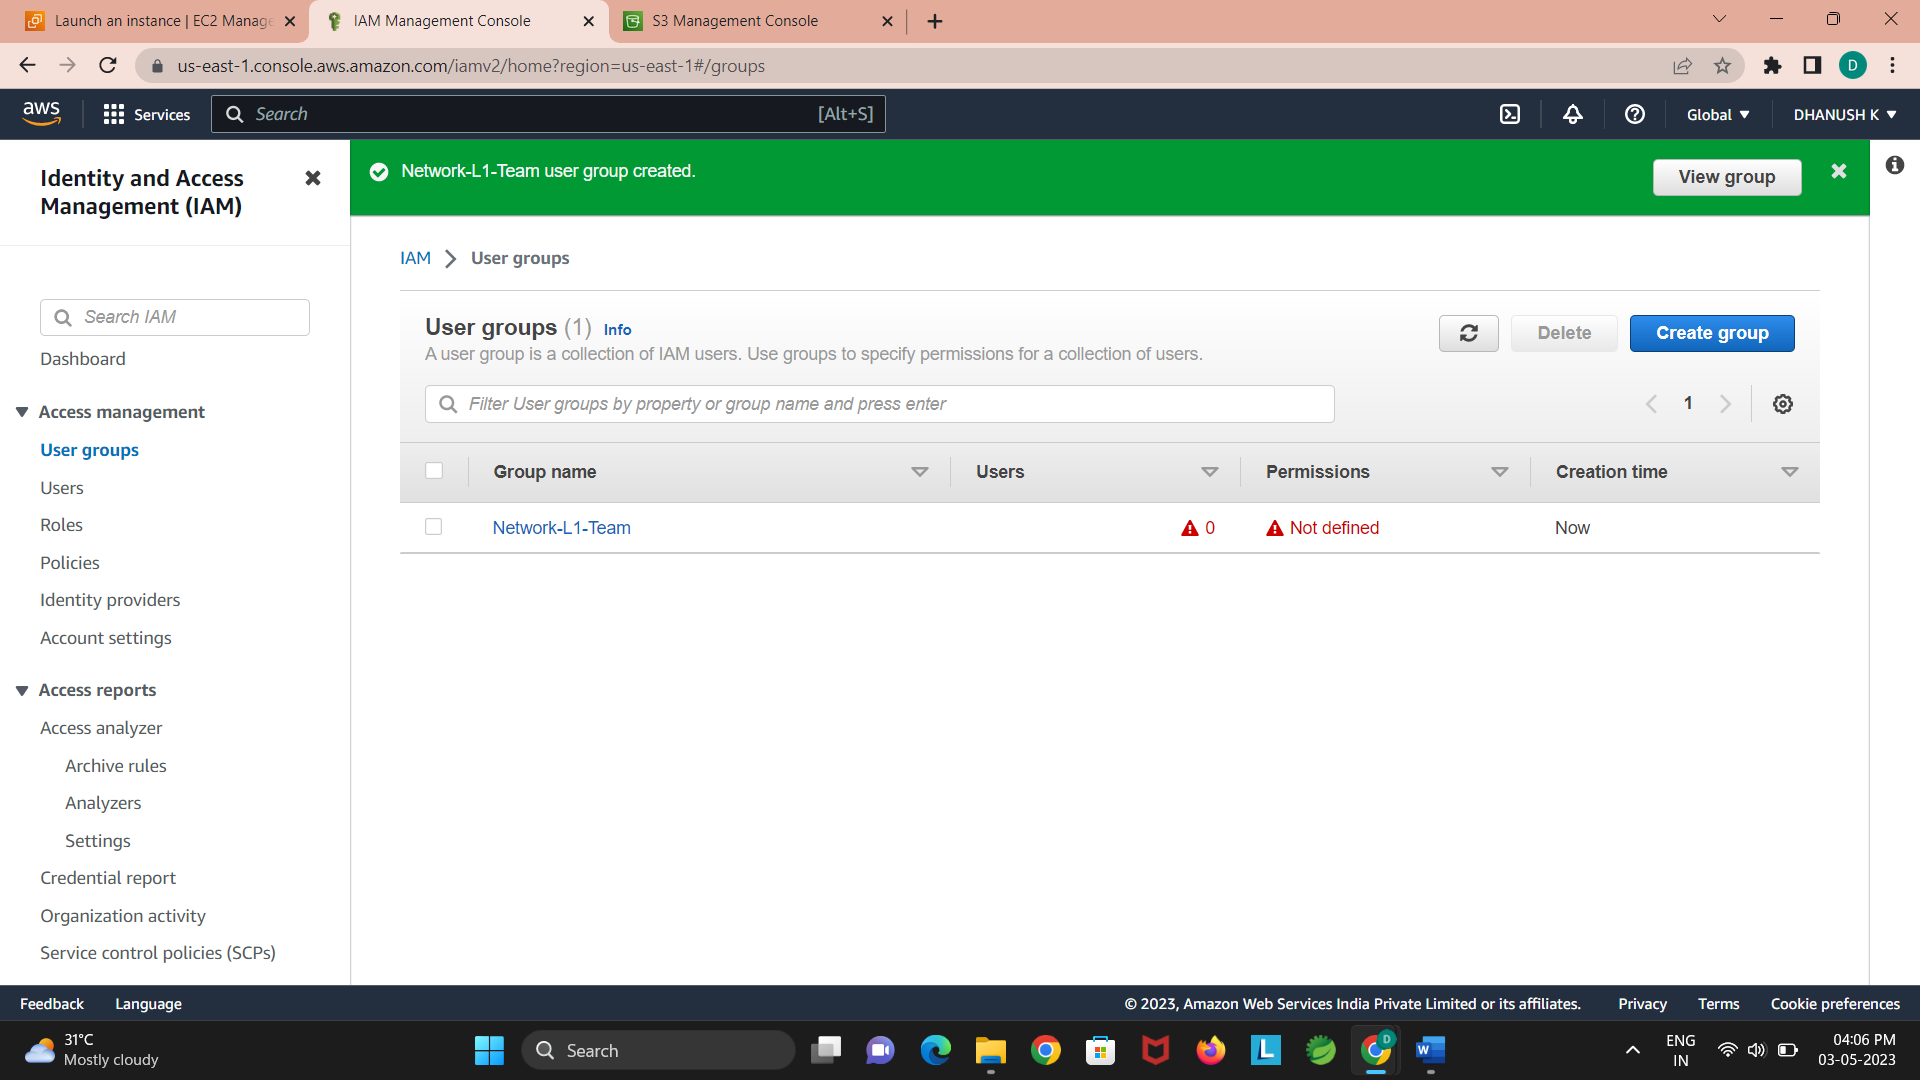 Launch an instance | EC2 Manage
IAM Management Console
S3 Management Console
us-east-1.console.aws.amazon.com/iamv2/home?region=us-east-1#/groups
D
aws
Services
Search
[Alt+S]
Global
DHANUSH K
Identity and Access
Management (IAM)
Network-L1-Team user group created.
View group
IAM
User groups
Search IAM
Dashboard
Access management
User groups
Users
Roles
Policies
Identity providers
Account settings
Access reports
Access analyzer
Archive rules
Analyzers
Settings
Credential report
Organization activity
Service control policies (SCPs)
User groups (1) Info
A user group is a collection of IAM users. Use groups to specify permissions for a collection of users.
Delete
Create group
Filter User groups by property or group name and press enter
1
Group name Users Permissions Creation time
Network-L1-Team 0 Not defined Now
Feedback Language
© 2023, Amazon Web Services India Private Limited or its affiliates. Privacy Terms Cookie preferences
31°C
Mostly cloudy
Search
L
D
W
ENG
IN
04:06 PM
03-05-2023